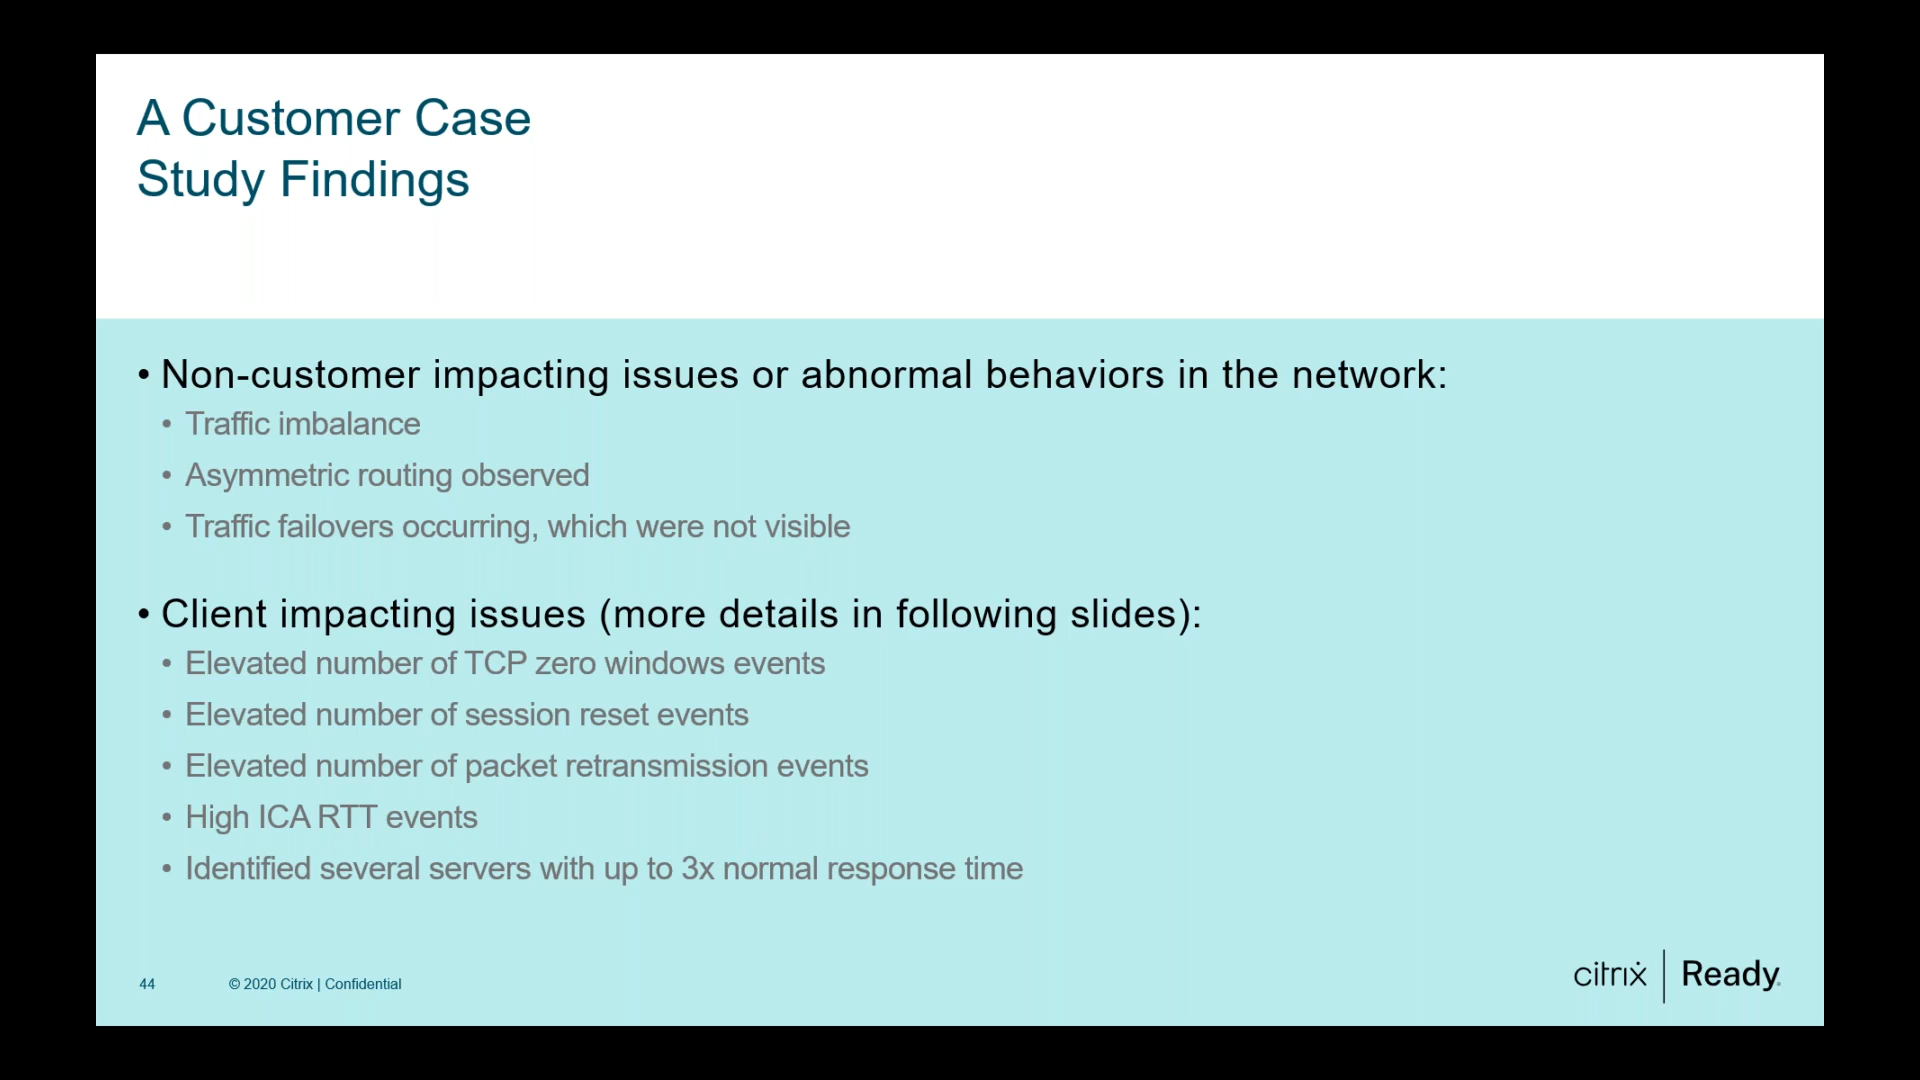 A Customer Case
Study Findings
• Non-customer impacting issues or abnormal behaviors in the network:
• Traffic imbalance
• Asymmetric routing observed
• Traffic failovers occurring, which were not visible
• Client impacting issues (more details in following slides):
• Elevated number of TCP zero windows events
• Elevated number of session reset events
• Elevated number of packet retransmission events
• High ICA RTT events
• Identified several servers with up to 3x normal response time
44 © 2020 Citrix | Confidential
citrix | Ready